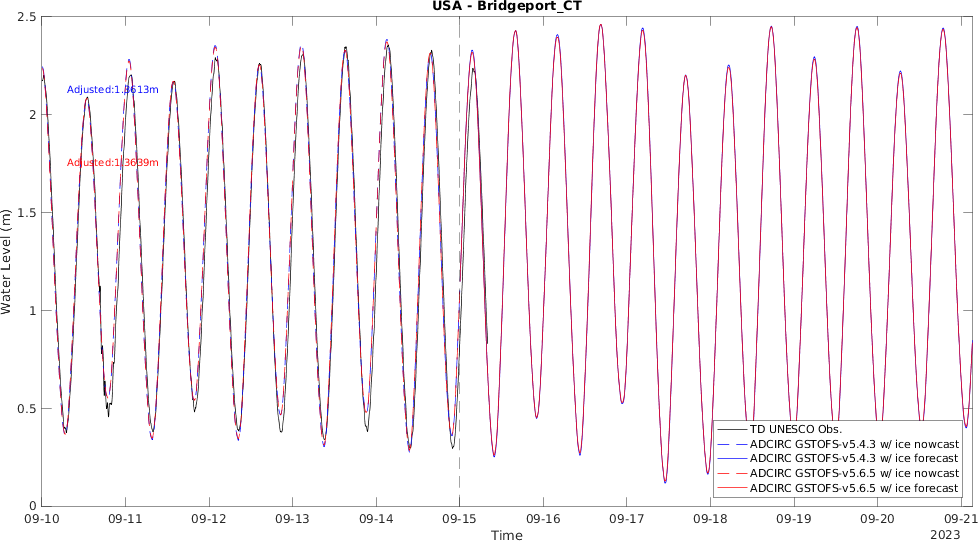 USA - Bridgeport_CT
2.5
2
1.5
1
0.5
0
Water Level (m)
Adjusted:1.3613m
Adjusted:1.3639m
TD UNESCO Obs.
ADCIRC GSTOFS-v5.4.3 w/ ice nowcast
ADCIRC GSTOFS-v5.4.3 w/ ice forecast
ADCIRC GSTOFS-v5.6.5 w/ ice nowcast
ADCIRC GSTOFS-v5.6.5 w/ ice forecast
09-10 09-11 09-12 09-13 09-14 09-15 09-16 09-17 09-18 09-19 09-20 09-21
Time
2023